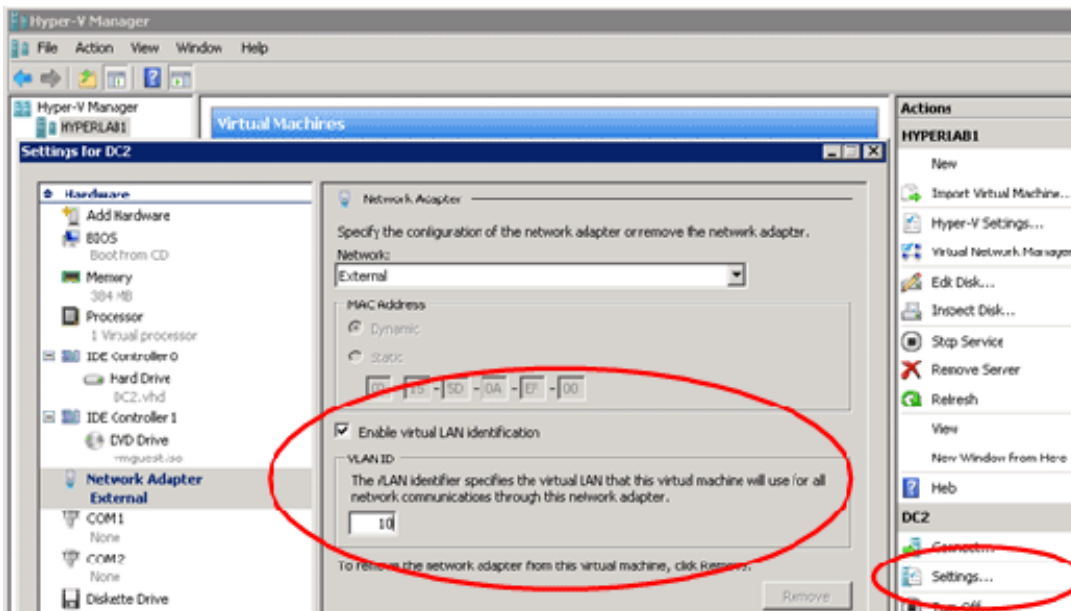 Hyper-V Manager
File Action View Window Help
Hyper-V Manager
HYPERLAB1
Virtual Machines
Settings for DC2
Hardware
Add Hardware
BIOS
Boot from CD
Memory
384 MB
Processor
1 Virtual processor
IDE Controller 0
Hard Drive
DC2.vhd
IDE Controller 1
DVD Drive
vmguest.iso
Network Adapter
External
COM1
None
COM2
None
Diskette Drive
Network Adapter
Specify the configuration of the network adapter or remove the network adapter.
Network:
External
MAC Address
Dynamic
Static
00 - 15 - 5D - 0A - EF - 00
Enable virtual LAN identification
VLAN ID
The VLAN identifier specifies the virtual LAN that this virtual machine will use for all
network communications through this network adapter.
10
To remove the network adapter from this virtual machine, click Remove.
Remove
Actions
HYPERLAB1
New
Import Virtual Machine...
Hyper-V Settings...
Virtual Network Manager
Edit Disk...
Inspect Disk...
Stop Service
Remove Server
Refresh
View
New Window from Here
Help
DC2
Connect...
Settings...
Turn Off